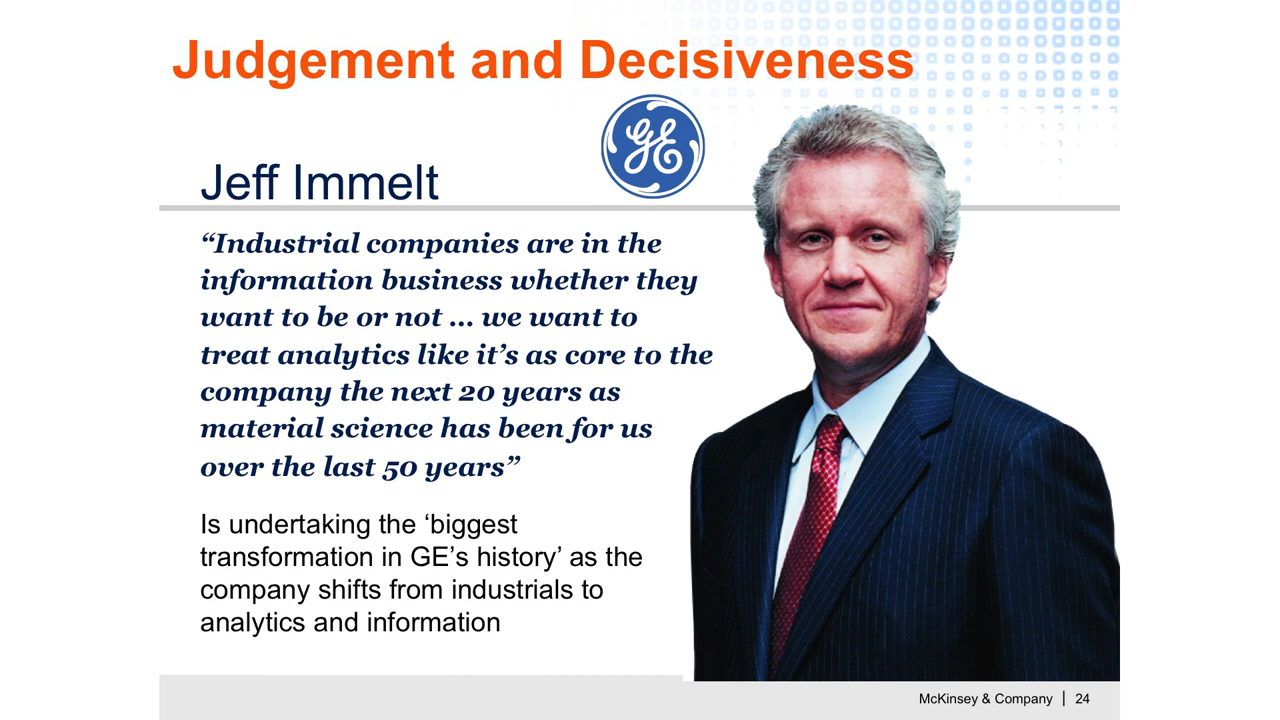 Judgement and Decisiveness
GE
Jeff Immelt
“Industrial companies are in the
information business whether they
want to be or not ... we want to
treat analytics like it’s as core to the
company the next 20 years as
material science has been for us
over the last 50 years”
Is undertaking the ‘biggest
transformation in GE’s history’ as the
company shifts from industrials to
analytics and information
McKinsey & Company | 24